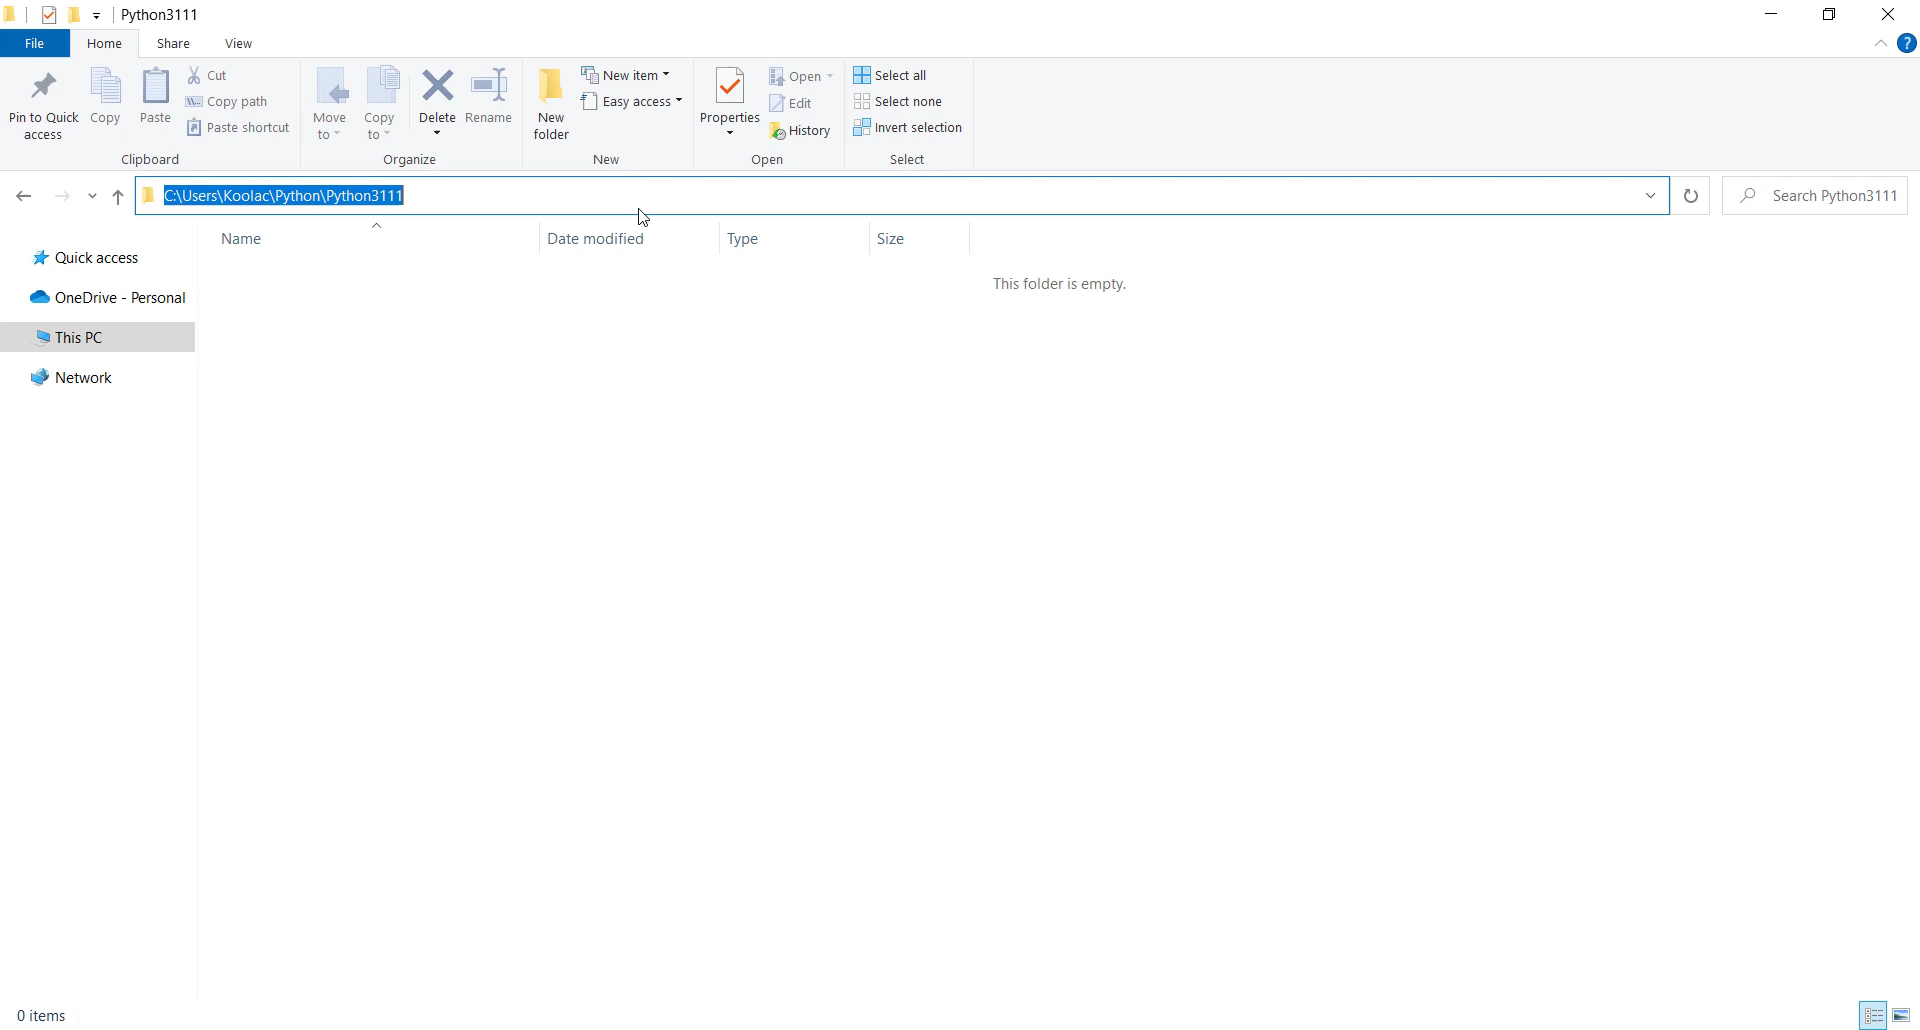 Python3111
File Home Share View
Pin to Quick access
Copy
Paste
Cut
Copy path
Paste shortcut
Clipboard
Move to
Copy to
Delete
Rename
Organize
New folder
New item
Easy access
New
Properties
Open
Edit
History
Open
Select all
Select none
Invert selection
Select
C:\Users\Koolac\Python\Python3111
Search Python3111
Name Date modified Type Size
This folder is empty.
Quick access
OneDrive - Personal
This PC
Network
0 items